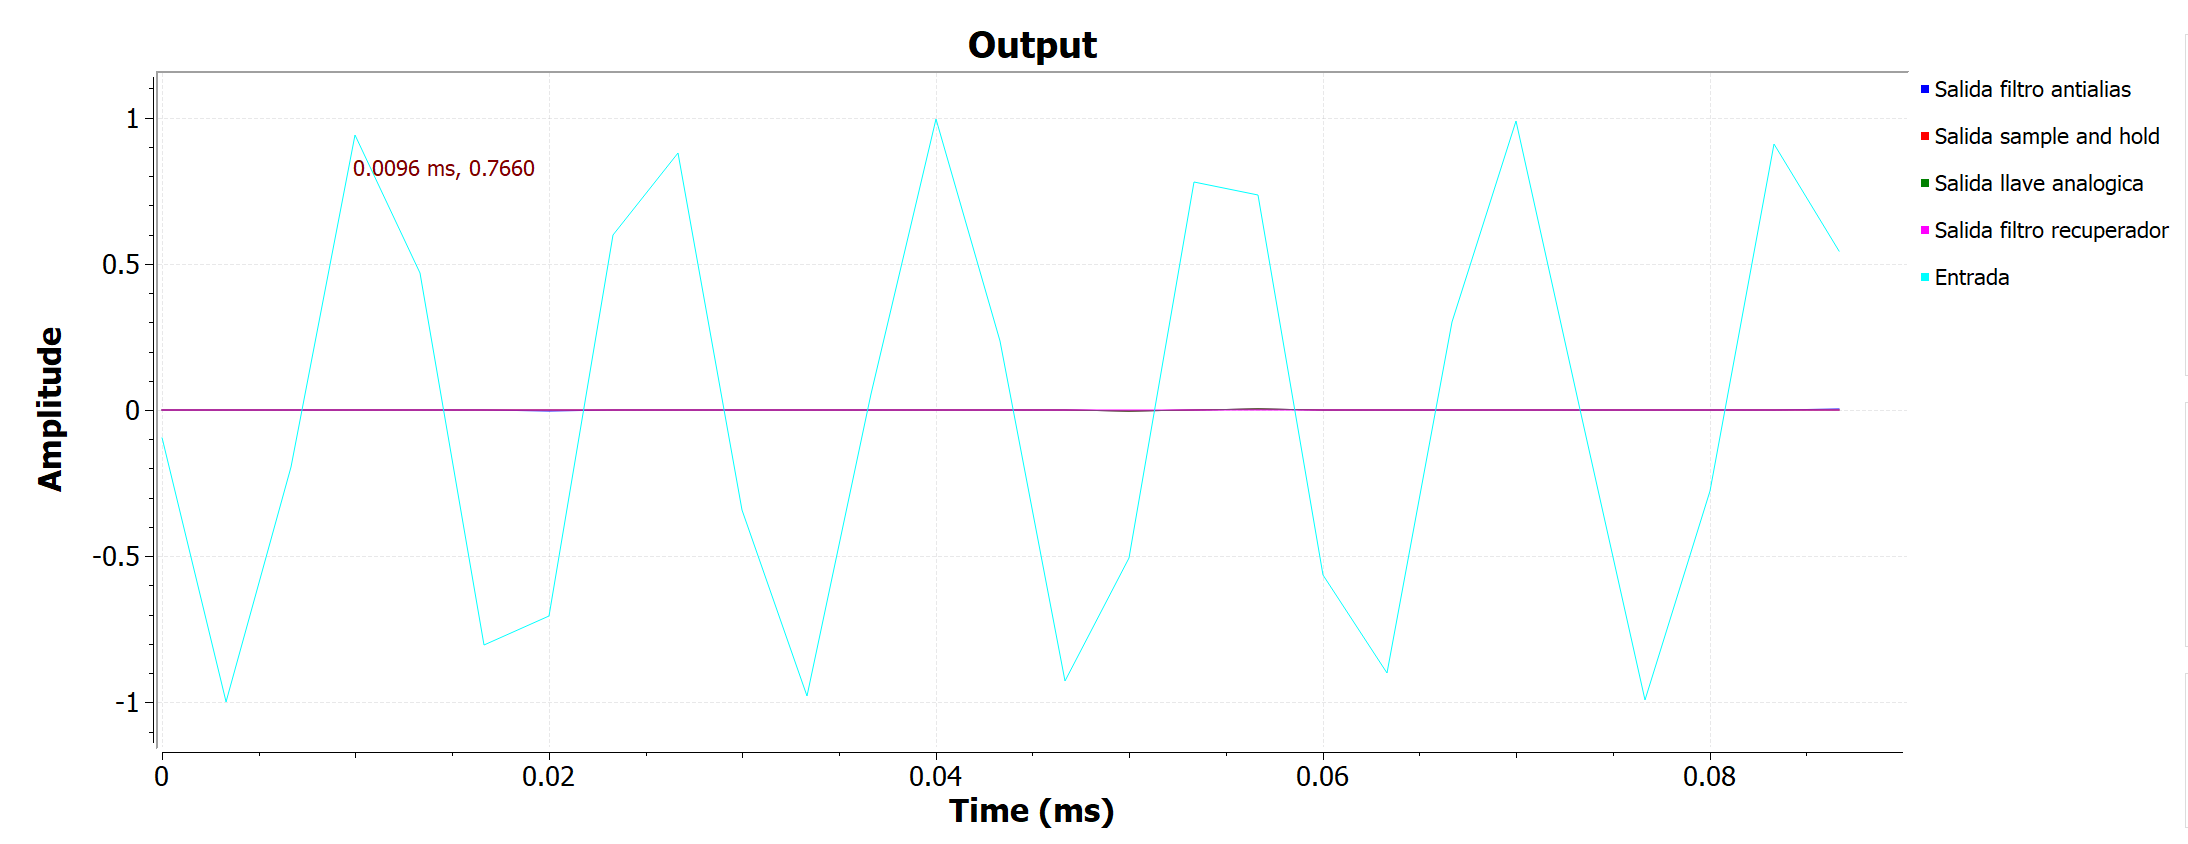 Output
Salida filtro antialias
Salida sample and hold
Salida llave analogica
Salida filtro recuperador
Entrada
0.0096 ms, 0.7660
Amplitude
1
0.5
0
-0.5
-1
0 0.02 0.04 0.06 0.08
Time (ms)